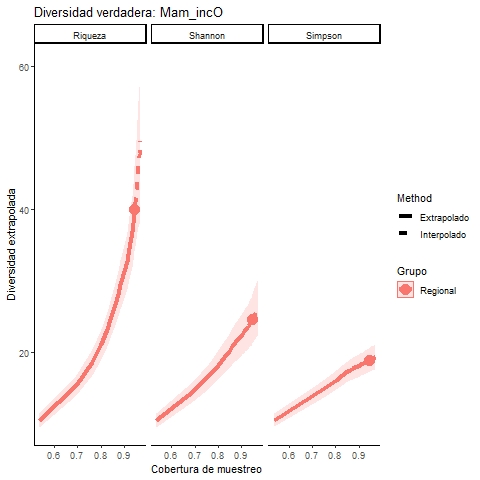 Diversidad verdadera: Mam_incO
Riqueza Shannon Simpson
60
40
20
Diversidad extrapolada
0.6 0.7 0.8 0.9 0.6 0.7 0.8 0.9 0.6 0.7 0.8 0.9
Cobertura de muestreo
Method
Extrapolado
Interpolado
Grupo
Regional